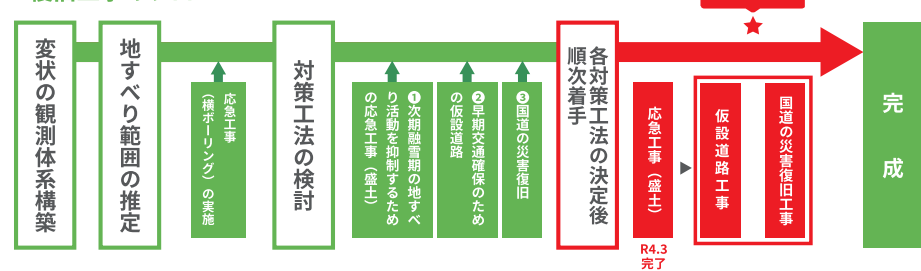 変状の観測体系構築
地すべり範囲の推定
応急工事
（横ボーリング）の実施
対策工法の検討
❶次期融雪期の地すべ
り活動を抑制するため
の応急工事（盛土）
❷早期交通確保のため
の仮設道路
❸国道の災害復旧
各対策工法の決定後
順次着手
応急工事（盛土）
R4.3
完了
仮設道路工事
国道の災害復旧工事
完成